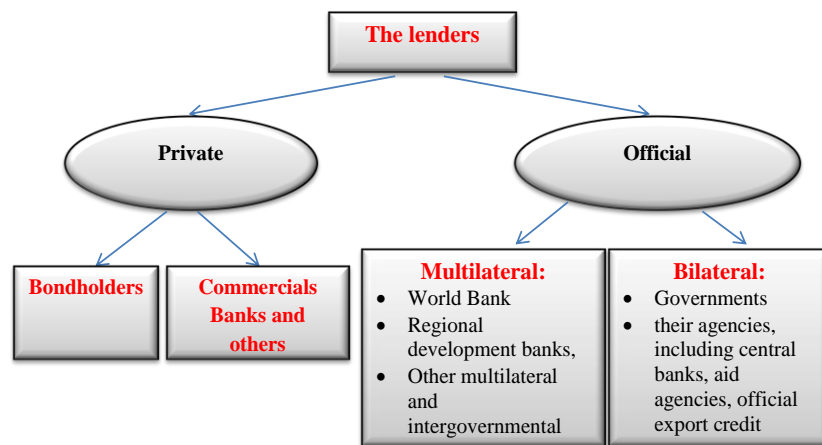 The lenders
Private
Official
Bondholders
Commercials
Banks and
others
Multilateral:
• World Bank
• Regional
development banks,
• Other multilateral
and
intergovernmental
Bilateral:
• Governments
• their agencies,
including central
banks, aid
agencies, official
export credit